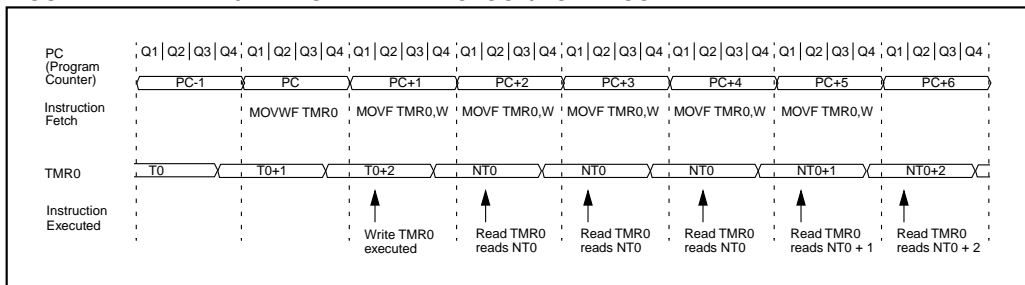 PC
(Program
Counter)
Q1 Q2 Q3 Q4 Q1 Q2 Q3 Q4 Q1 Q2 Q3 Q4 Q1 Q2 Q3 Q4 Q1 Q2 Q3 Q4 Q1 Q2 Q3 Q4 Q1 Q2 Q3 Q4 Q1 Q2 Q3 Q4
PC-1 PC PC+1 PC+2 PC+3 PC+4 PC+5 PC+6
Instruction
Fetch
MOVWF TMR0 MOVF TMR0,W MOVF TMR0,W MOVF TMR0,W MOVF TMR0,W MOVF TMR0,W
TMR0
T0 T0+1 T0+2 NT0 NT0 NT0 NT0+1 NT0+2
Instruction
Executed
Write TMR0
executed
Read TMR0
reads NT0
Read TMR0
reads NT0
Read TMR0
reads NT0
Read TMR0
reads NT0 + 1
Read TMR0
reads NT0 + 2